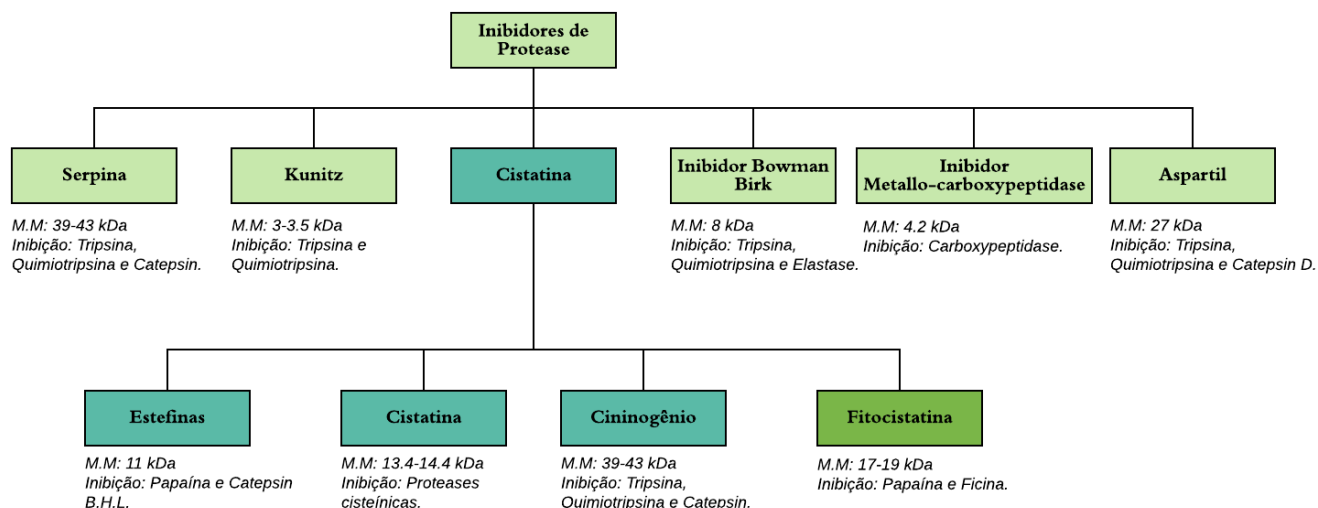 Inibidores de
Protease
Serpina
M.M: 39-43 kDa
Inibição: Tripsina,
Quimiotripsina e Catepsin.
Kunitz
M.M: 3-3.5 kDa
Inibição: Tripsina e
Quimiotripsina.
Cistatina
Inibidor Bowman
Birk
M.M: 8 kDa
Inibição: Tripsina,
Quimiotripsina e Elastase.
Inibidor
Metallo-carboxypeptidase
M.M: 4.2 kDa
Inibição: Carboxypeptidase.
Aspartil
M.M: 27 kDa
Inibição: Tripsina,
Quimiotripsina e Catepsin D.
Estefinas
M.M: 11 kDa
Inibição: Papaína e Catepsin
B.H.L.
Cistatina
M.M: 13.4-14.4 kDa
Inibição: Proteases
cisteínicas.
Cininogênio
M.M: 39-43 kDa
Inibição: Tripsina,
Quimiotripsina e Catepsin.
Fitocistatina
M.M: 17-19 kDa
Inibição: Papaína e Ficina.